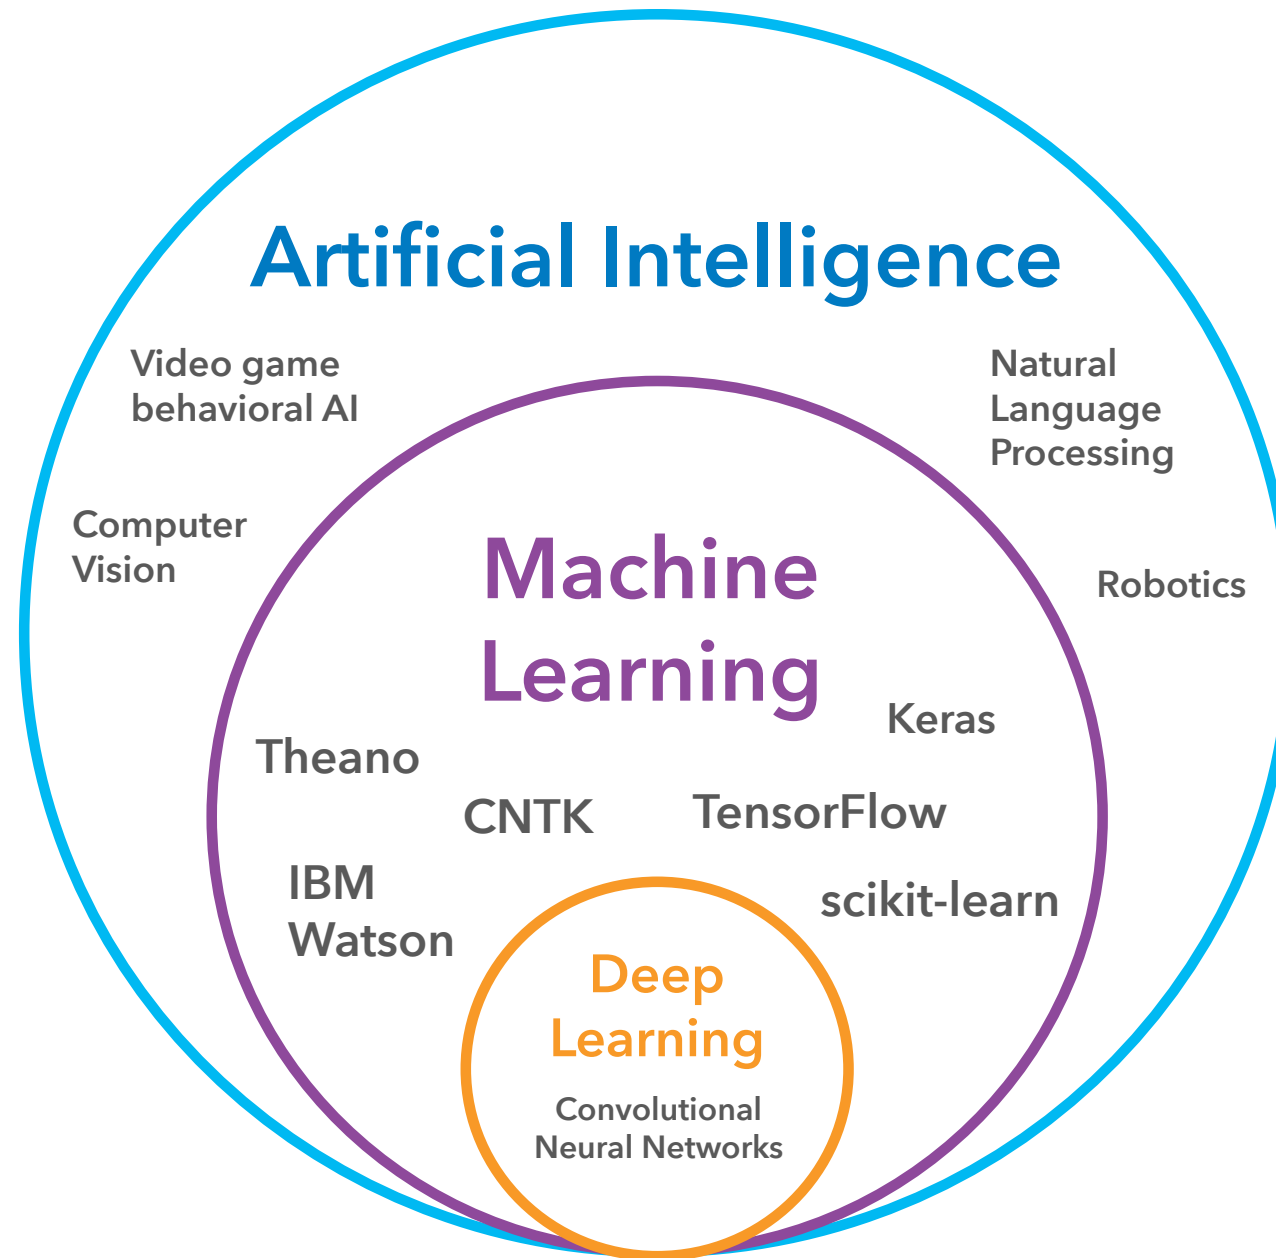 Artificial Intelligence
Video game
behavioral AI
Natural
Language
Processing
Computer
Vision
Robotics
Machine
Learning
Keras
Theano
CNTK
TensorFlow
IBM
Watson
scikit-learn
Deep
Learning
Convolutional
Neural Networks